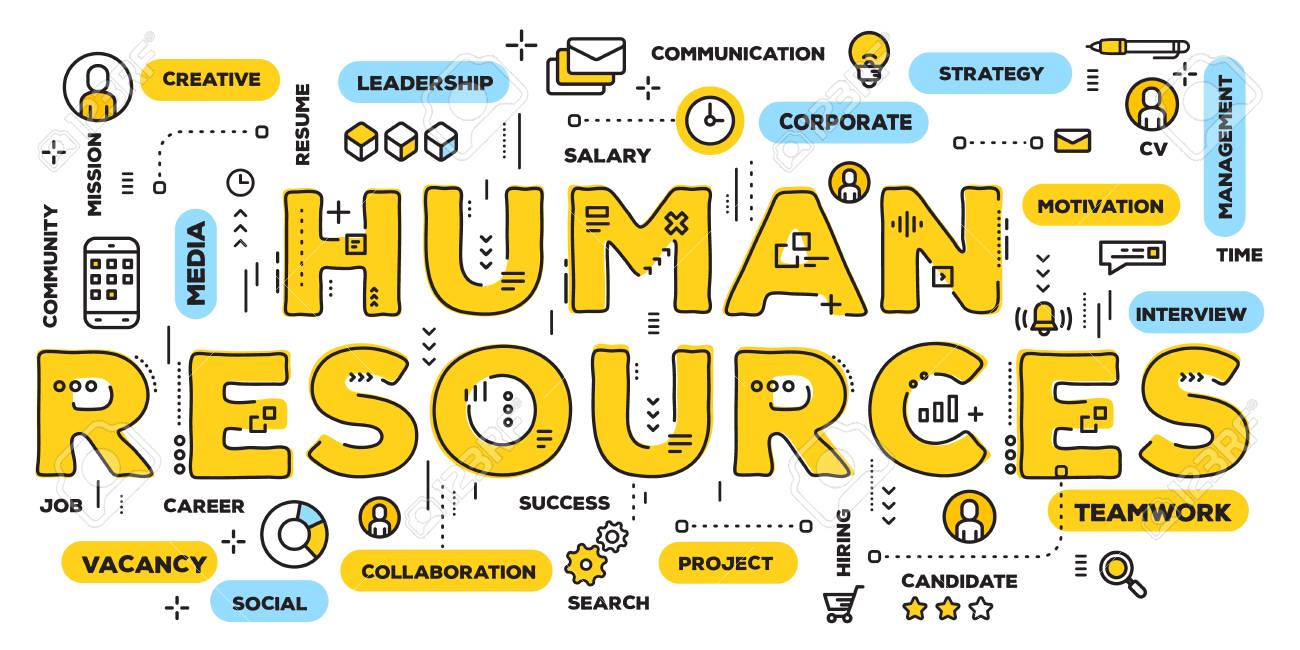 COMMUNICATION
CREATIVE
LEADERSHIP
STRATEGY
RESUME
CORPORATE
MANAGEMENT
MISSION
SALARY
CV
COMMUNITY
MEDIA
MOTIVATION
TIME
HUMAN
INTERVIEW
RESOURCES
JOB
CAREER
SUCCESS
TEAMWORK
HIRING
VACANCY
COLLABORATION
PROJECT
CANDIDATE
SOCIAL
SEARCH
123RF